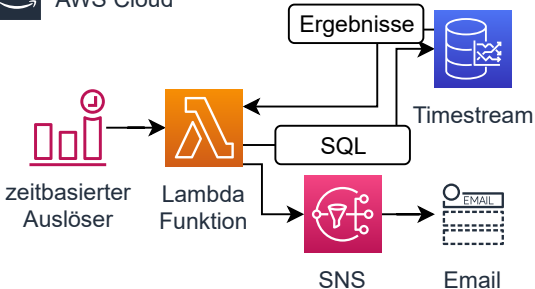 AWS Cloud
Ergebnisse
Timestream
SQL
zeitbasierter
Auslöser
Lambda
Funktion
EMAIL
SNS
Email